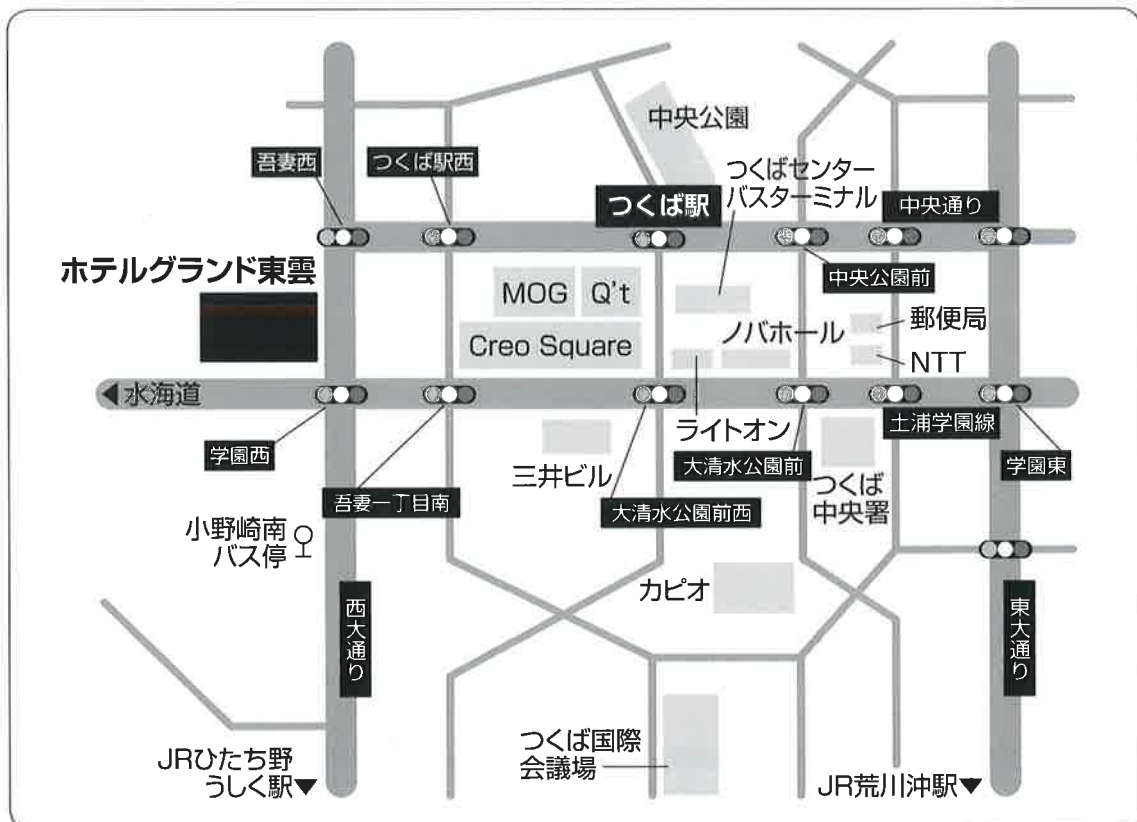 中央公園
吾妻西
つくば駅西
つくばセンター
バスターミナル
つくば駅
中央通り
ホテルグランド東雲
中央公園前
MOG
Q't
ノバホール
郵便局
Creo Square
NTT
水海道
ライトオン
土浦学園線
学園西
三井ビル
大清水公園前
学園東
吾妻一丁目南
大清水公園前西
つくば
中央署
小野崎南
バス停
カピオ
西大通り
東大通り
つくば国際
会議場
JRひたち野
うしく駅▼
JR荒川沖駅▼